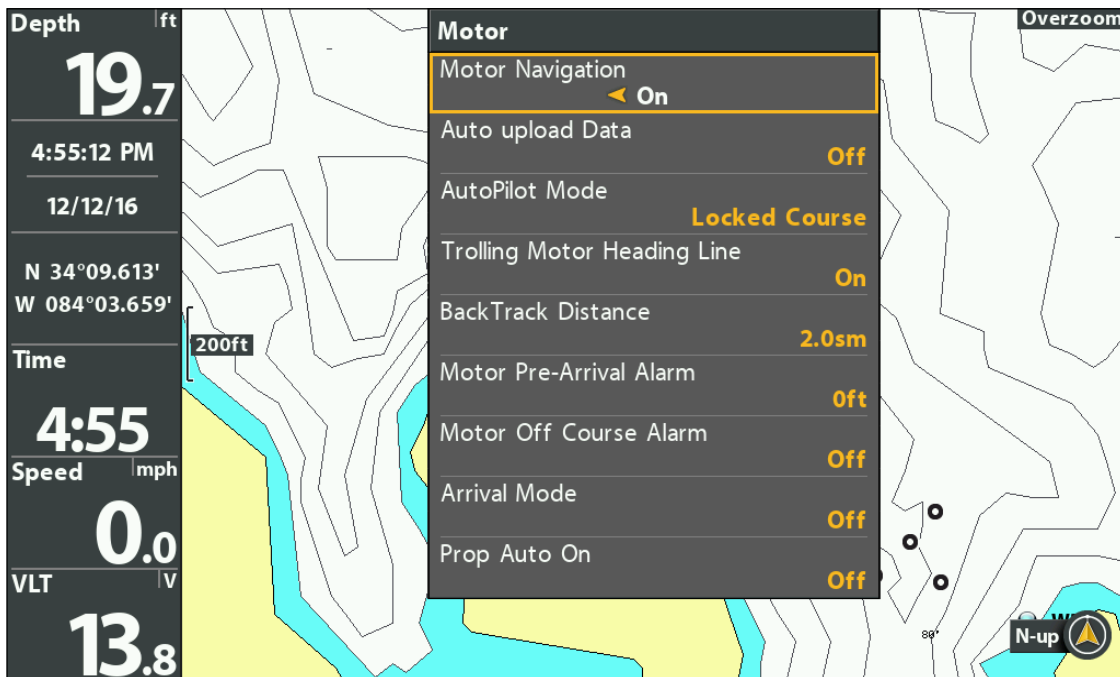 Depth ft
19.7
4:55:12 PM
12/12/16
N 34°09.613'
W 084°03.659'
Time
4:55
Speed mph
0.0
VLT V
13.8
200ft
Motor
Motor Navigation
On
Auto upload Data
Off
AutoPilot Mode
Locked Course
Trolling Motor Heading Line
On
BackTrack Distance
2.0sm
Motor Pre-Arrival Alarm
0ft
Motor Off Course Alarm
Off
Arrival Mode
Off
Prop Auto On
Off
Overzoom
80'
N-up